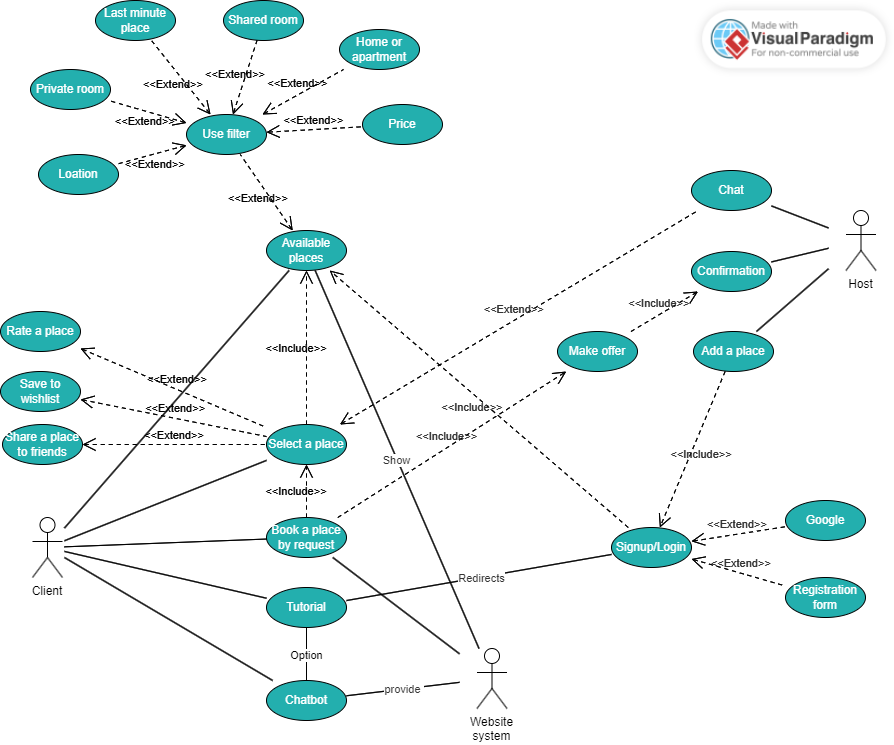 Last minute
place
Shared room
Made with
VisualParadigm
For non-commercial use
Home or
apartment
<<Extend>>
<<Extend>>
<<Extend>>
Private room
<<Extend>>
<<Extend>>
Price
Use filter
<<Extend>>
Loation
<<Extend>>
Chat
Available
places
Confirmation
Host
<<Include>>
<<Extend>>
Rate a place
<<Include>>
Make offer
Add a place
<<Extend>>
Save to
wishlist
<<Extend>>
<<Include>>
Share a place
to friends
<<Extend>>
Select a place
<<Include>>
Show
<<Include>>
<<Include>>
Book a place
by request
Google
<<Extend>>
Signup/Login
<<Extend>>
Client
Redirects
Registration
form
Tutorial
Option
provide
Chatbot
Website
system